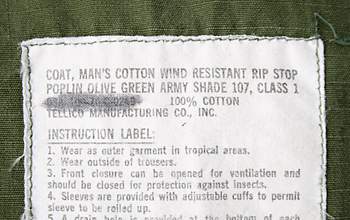 COAT, MAN'S COTTON WIND RESISTANT RIP STOP
POPLIN OLIVE GREEN ARMY SHADE 107, CLASS 1
100% COTTON
TELLICO MANUFACTURING CO., INC.
INSTRUCTION LABEL:
1. Wear as outer garment in tropical areas.
2. Wear outside of trousers.
3. Front closure can be opened for ventilation and
should be closed for protection against insects.
4. Sleeves are provided with adjustable cuffs to permit
sleeve to be rolled up.
5. A drain hole is provided at the bottom of each